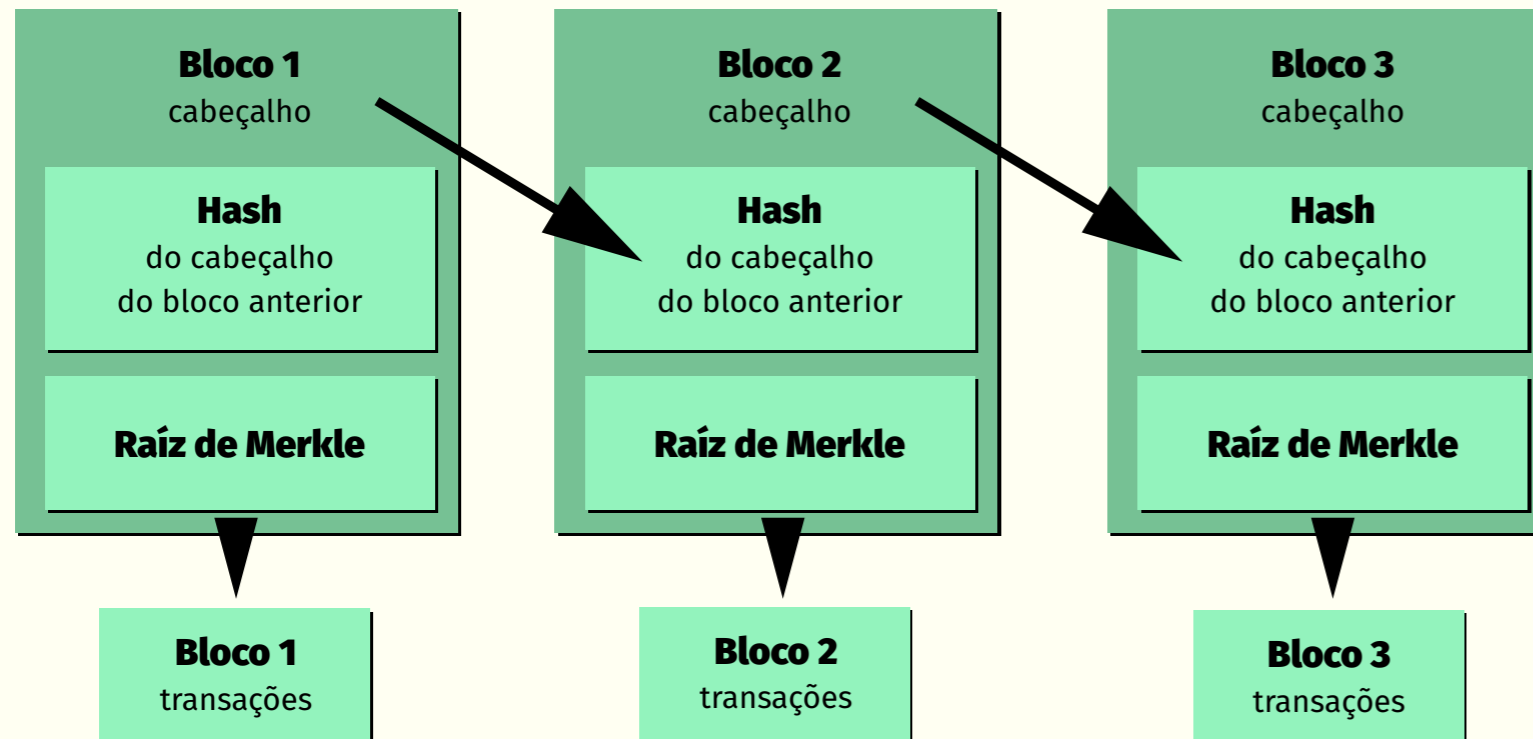 Bloco 1
cabeçalho
Hash
do cabeçalho
do bloco anterior
Raíz de Merkle
Bloco 1
transações
Bloco 2
cabeçalho
Hash
do cabeçalho
do bloco anterior
Raíz de Merkle
Bloco 2
transações
Bloco 3
cabeçalho
Hash
do cabeçalho
do bloco anterior
Raíz de Merkle
Bloco 3
transações